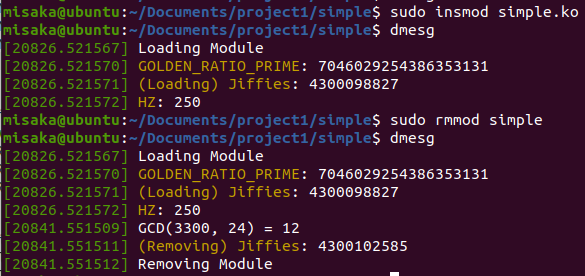 misaka@ubuntu:~/Documents/project1/simple$ sudo insmod simple.ko
misaka@ubuntu:~/Documents/project1/simple$ dmesg
[20826.521567] Loading Module
[20826.521570] GOLDEN_RATIO_PRIME: 7046029254386353131
[20826.521571] (Loading) Jiffies: 4300098827
[20826.521572] HZ: 250
misaka@ubuntu:~/Documents/project1/simple$ sudo rmmod simple
misaka@ubuntu:~/Documents/project1/simple$ dmesg
[20826.521567] Loading Module
[20826.521570] GOLDEN_RATIO_PRIME: 7046029254386353131
[20826.521571] (Loading) Jiffies: 4300098827
[20826.521572] HZ: 250
[20841.551509] GCD(3300, 24) = 12
[20841.551511] (Removing) Jiffies: 4300102585
[20841.551512] Removing Module